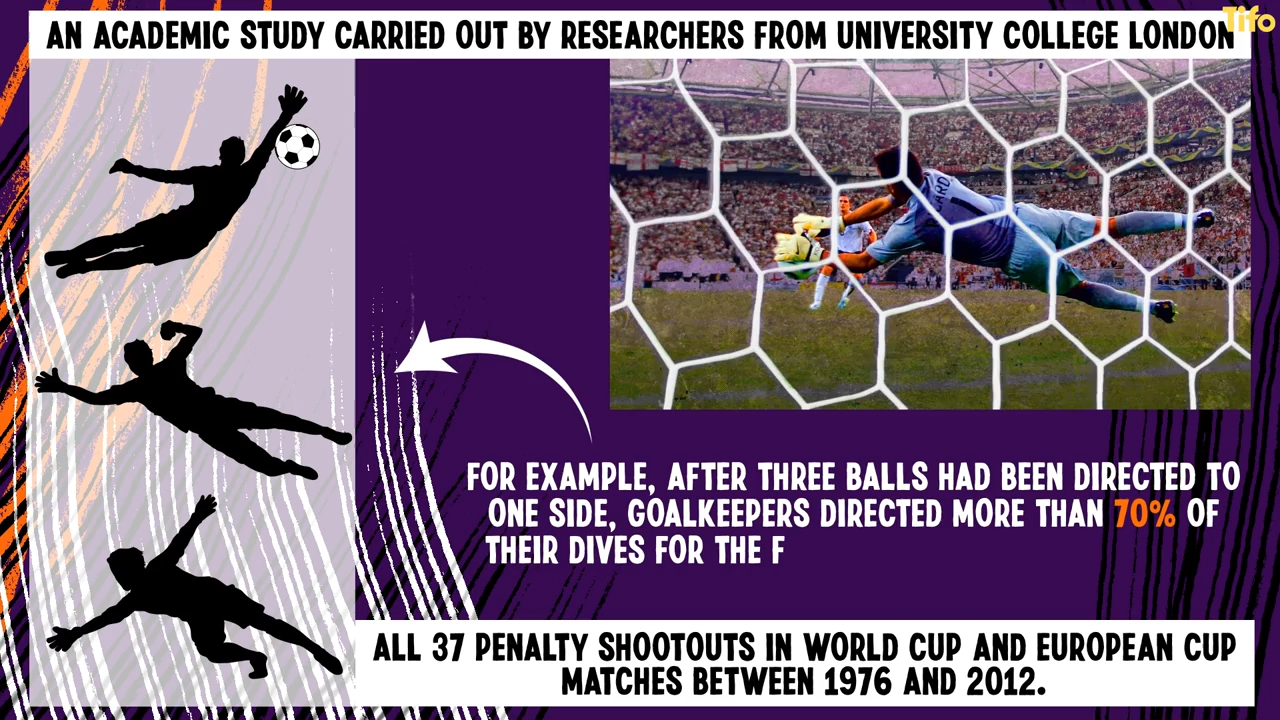 Tifo
AN ACADEMIC STUDY CARRIED OUT BY RESEARCHERS FROM UNIVERSITY COLLEGE LONDON
FOR EXAMPLE, AFTER THREE BALLS HAD BEEN DIRECTED TO
ONE SIDE, GOALKEEPERS DIRECTED MORE THAN 70% OF
THEIR DIVES FOR THE F
ALL 37 PENALTY SHOOTOUTS IN WORLD CUP AND EUROPEAN CUP
MATCHES BETWEEN 1976 AND 2012.